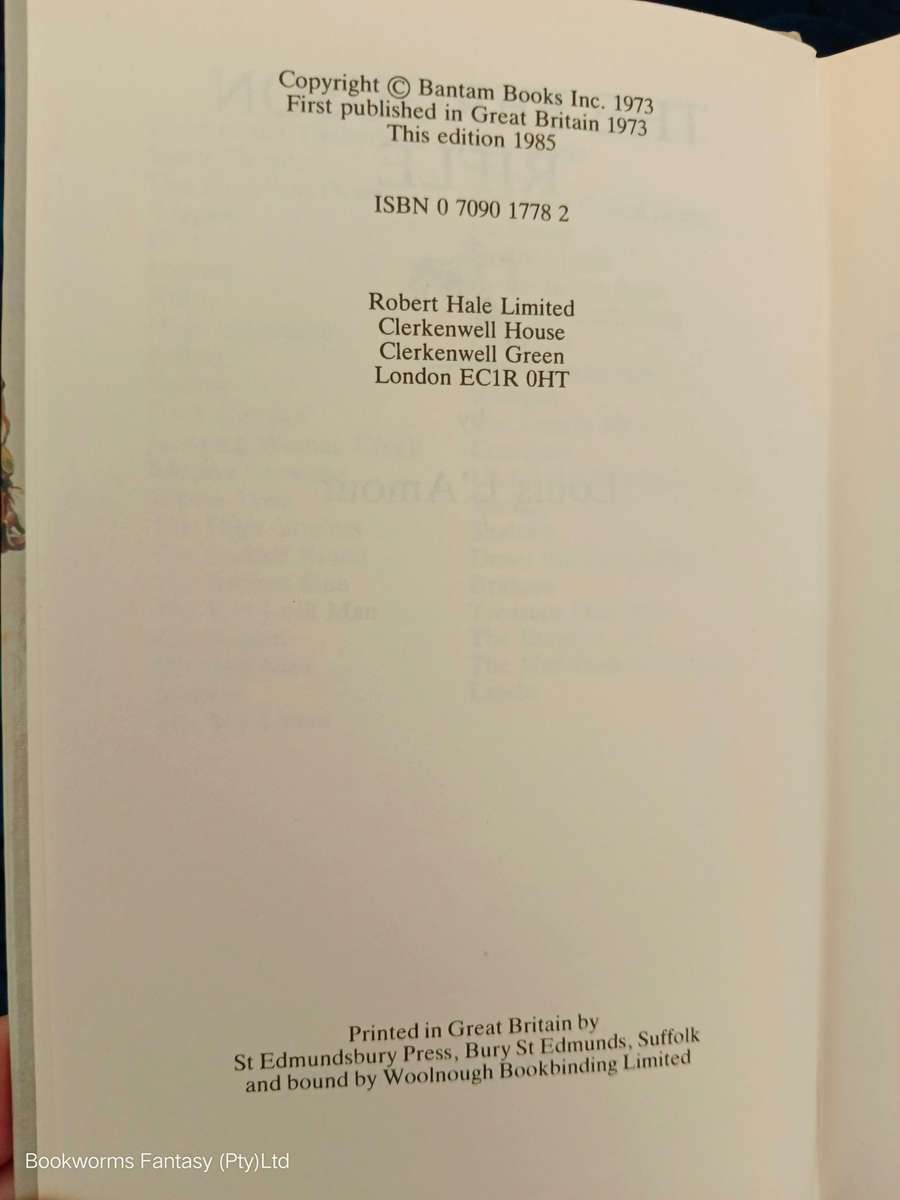 Copyright © Bantam Books Inc. 1973
First published in Great Britain 1973
This edition 1985
ISBN 0 7090 1778 2
Robert Hale Limited
Clerkenwell House
Clerkenwell Green
London EC1R 0HT
Louis L'Amour
Printed in Great Britain by
St Edmundsbury Press, Bury St Edmunds, Suffolk
and bound by Woolnough Bookbinding Limited
Bookworms Fantasy (Pty)Ltd